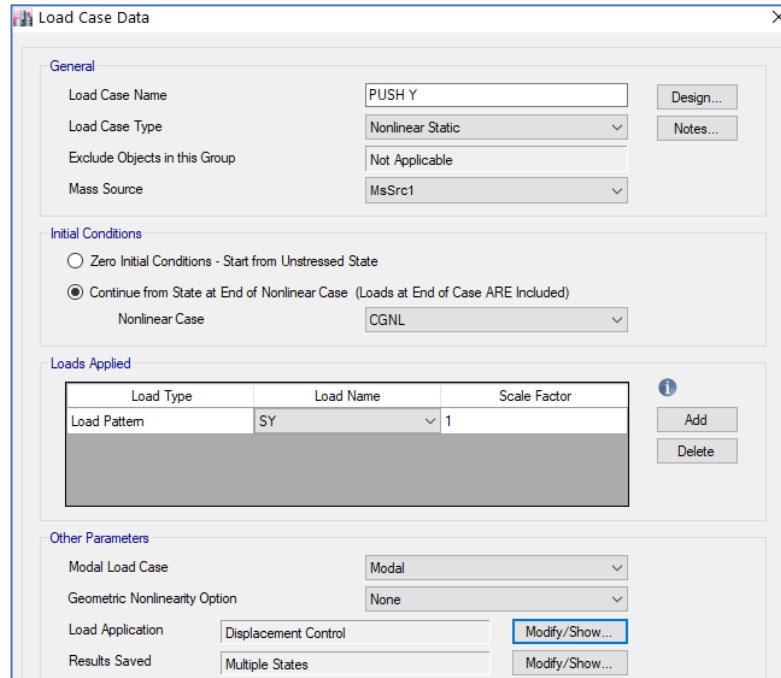 Load Case Data
General
Load Case Name PUSH Y Design...
Load Case Type Nonlinear Static Notes...
Exclude Objects in this Group Not Applicable
Mass Source MsSrc1
Initial Conditions
Zero Initial Conditions - Start from Unstressed State
Continue from State at End of Nonlinear Case (Loads at End of Case ARE Included)
Nonlinear Case CGNL
Loads Applied
Load Type Load Name Scale Factor
Load Pattern SY 1 Add
Delete
Other Parameters
Modal Load Case Modal
Geometric Nonlinearity Option None
Load Application Displacement Control Modify/Show...
Results Saved Multiple States Modify/Show...